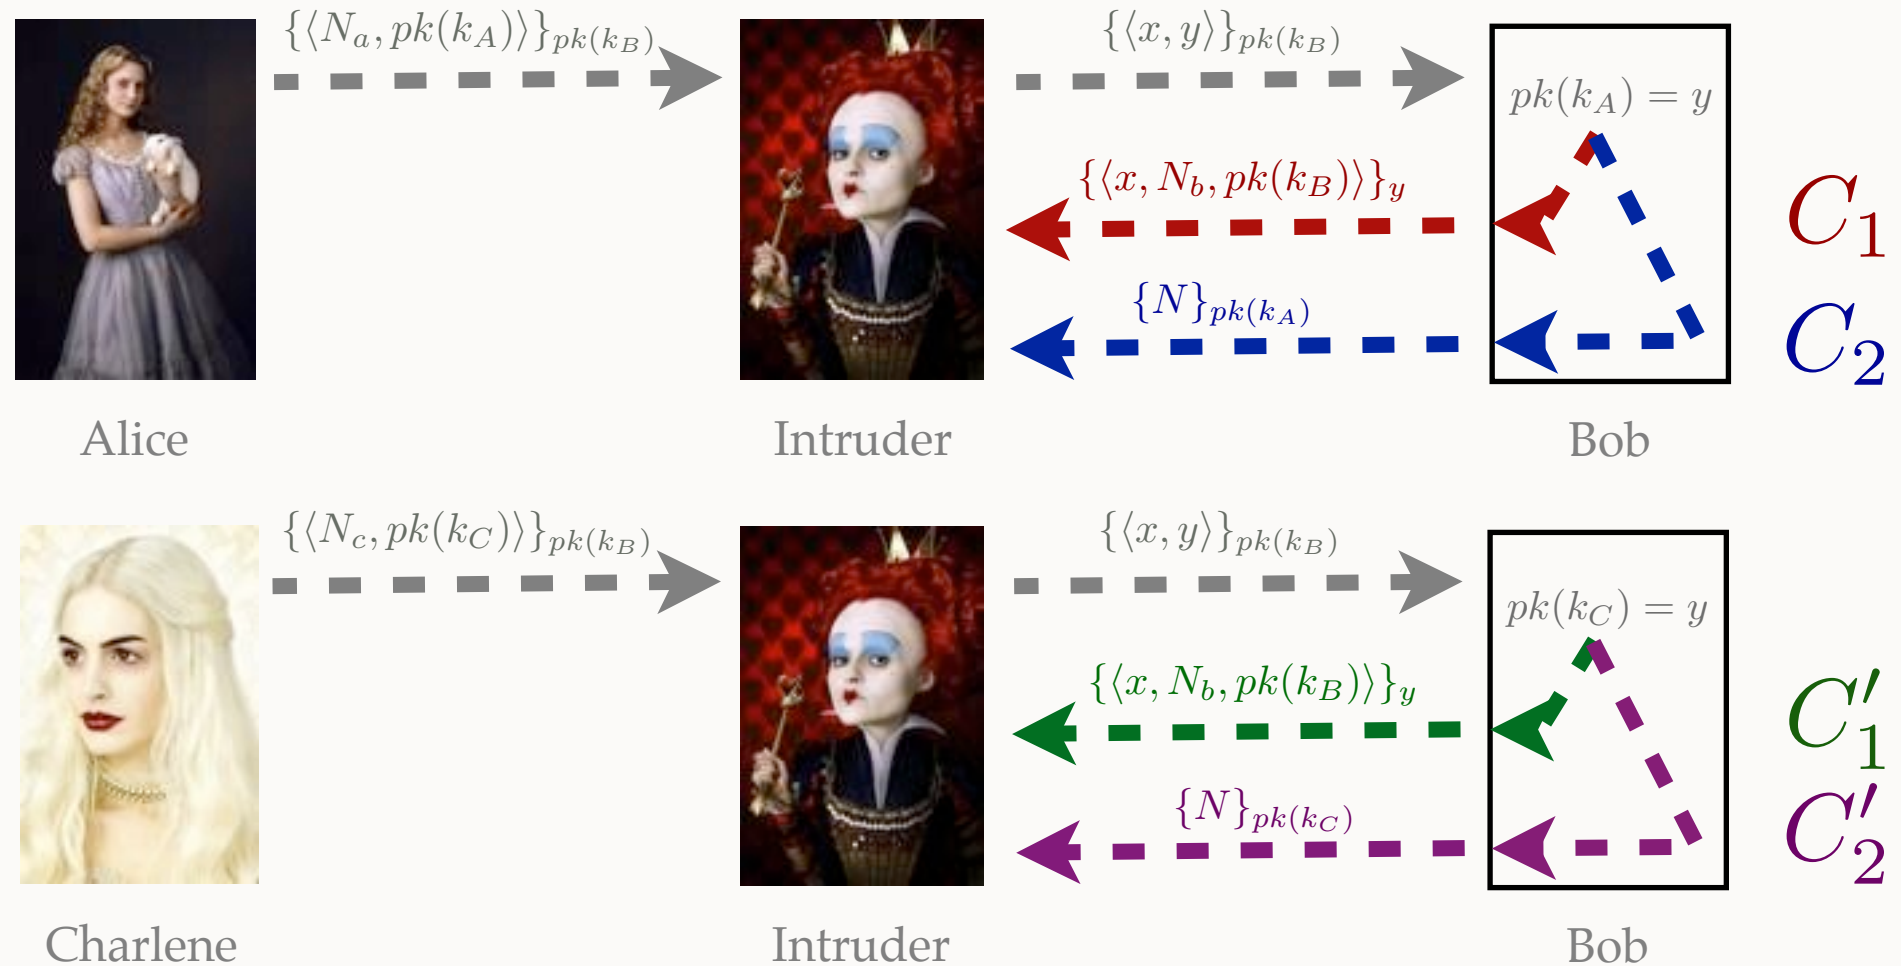 {⟨N_a, pk(k_A)⟩}_{pk(k_B)}
{⟨x, y⟩}_{pk(k_B)}
pk(k_A) = y
{⟨x, N_b, pk(k_B)⟩}_y
C_1
{N}_{pk(k_A)}
C_2
Alice
Intruder
Bob
{⟨N_c, pk(k_C)⟩}_{pk(k_B)}
{⟨x, y⟩}_{pk(k_B)}
pk(k_C) = y
{⟨x, N_b, pk(k_B)⟩}_y
C'_1
{N}_{pk(k_C)}
C'_2
Charlene
Intruder
Bob